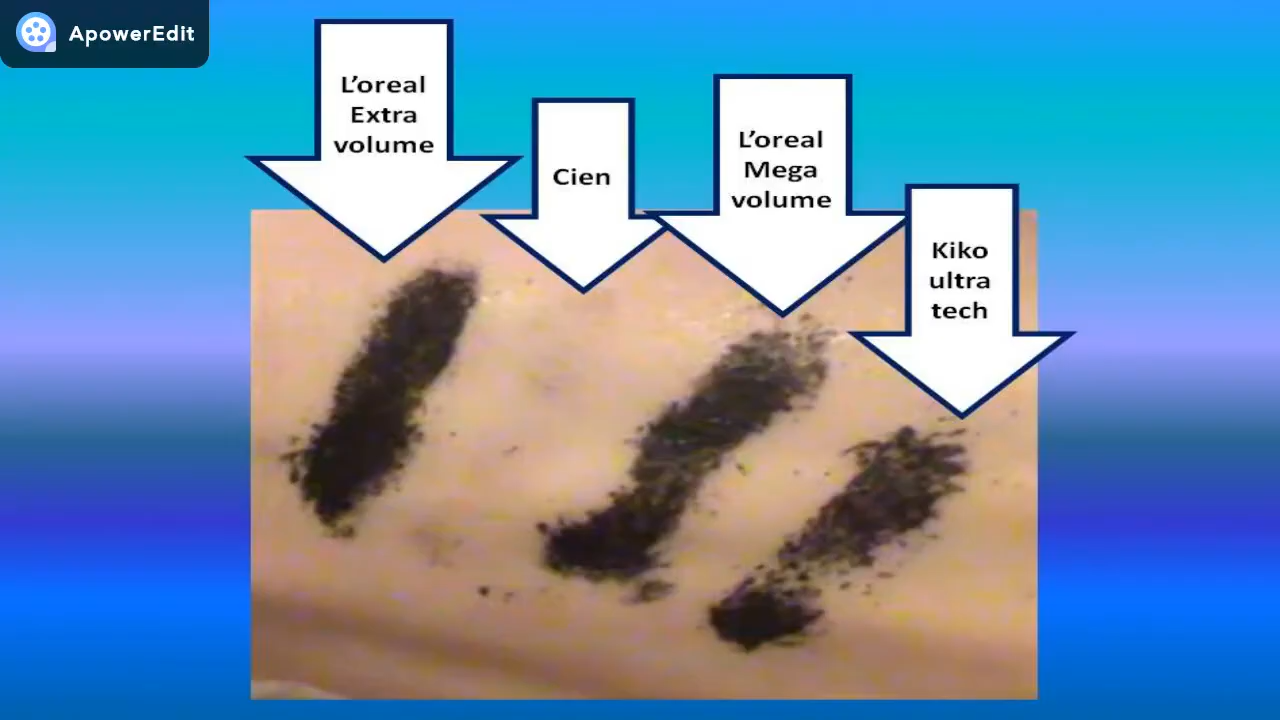 ApowerEdit
L'oreal
Extra
volume
Cien
L'oreal
Mega
volume
Kiko
ultra
tech